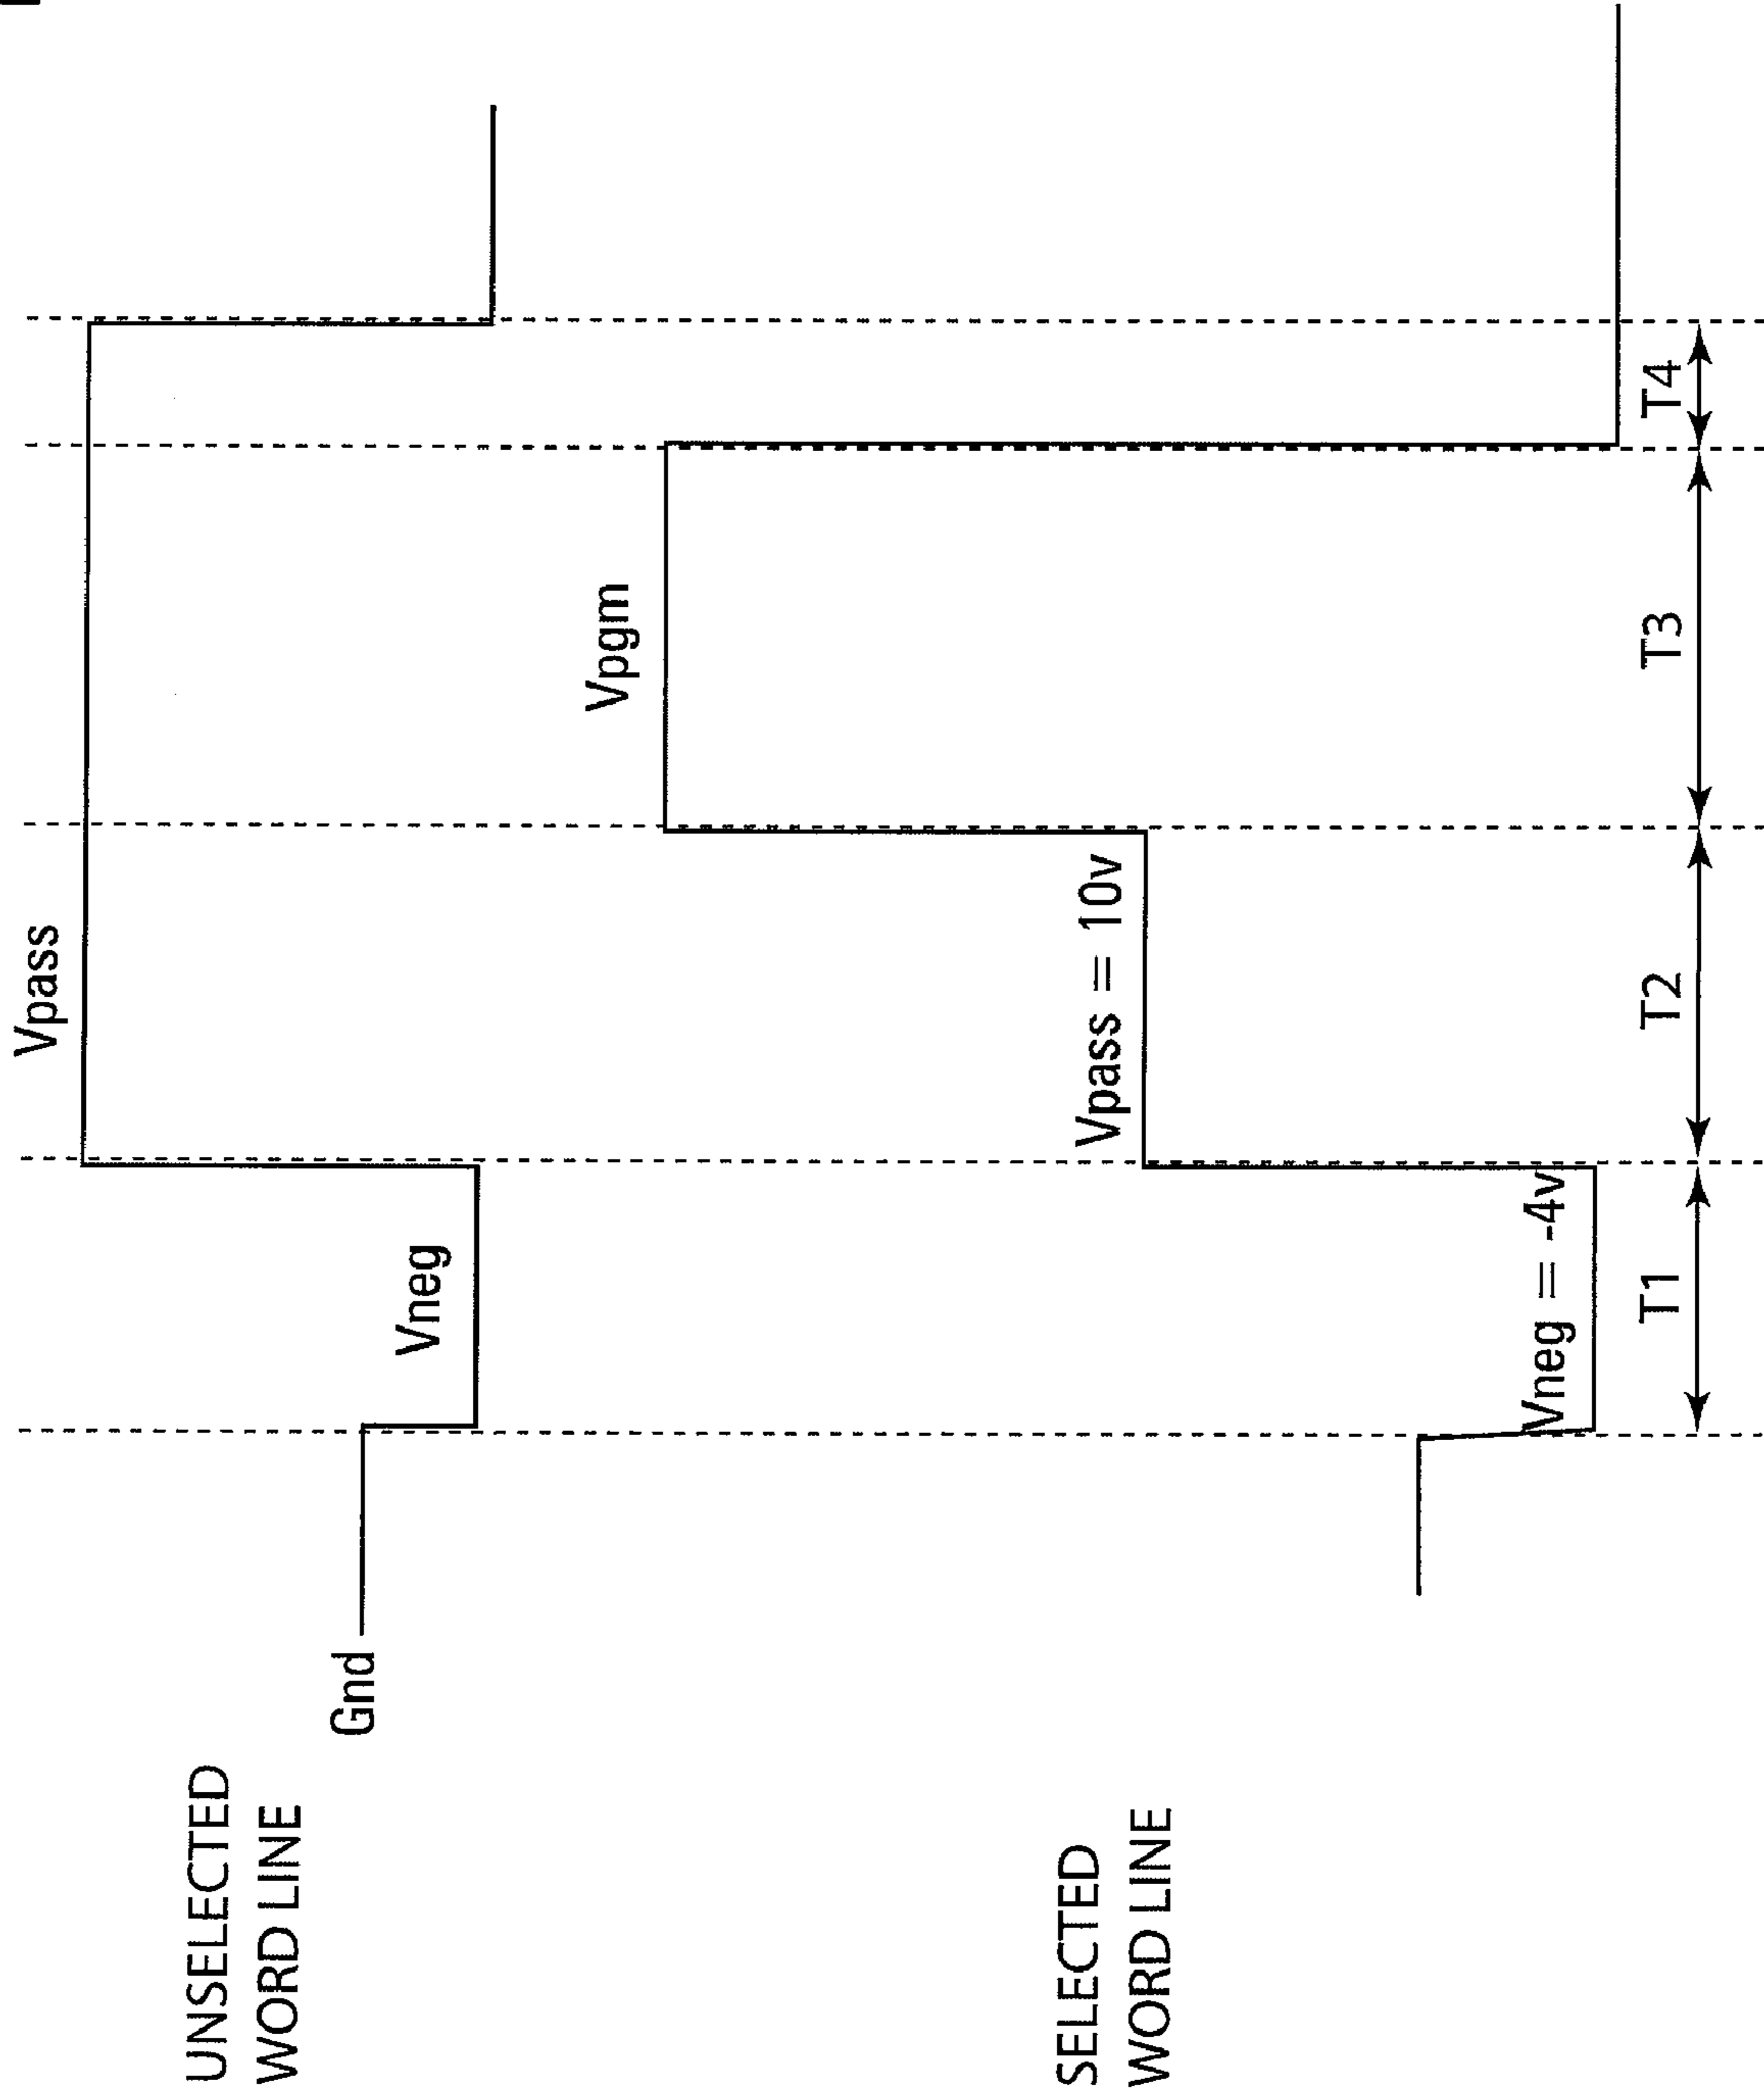 UNSELECTED
WORD LINE
Gnd
Vneg
Vpass
SELECTED
WORD LINE
Vneg = -4v
Vpass = 10v
Vpgm
T1
T2
T3
T4